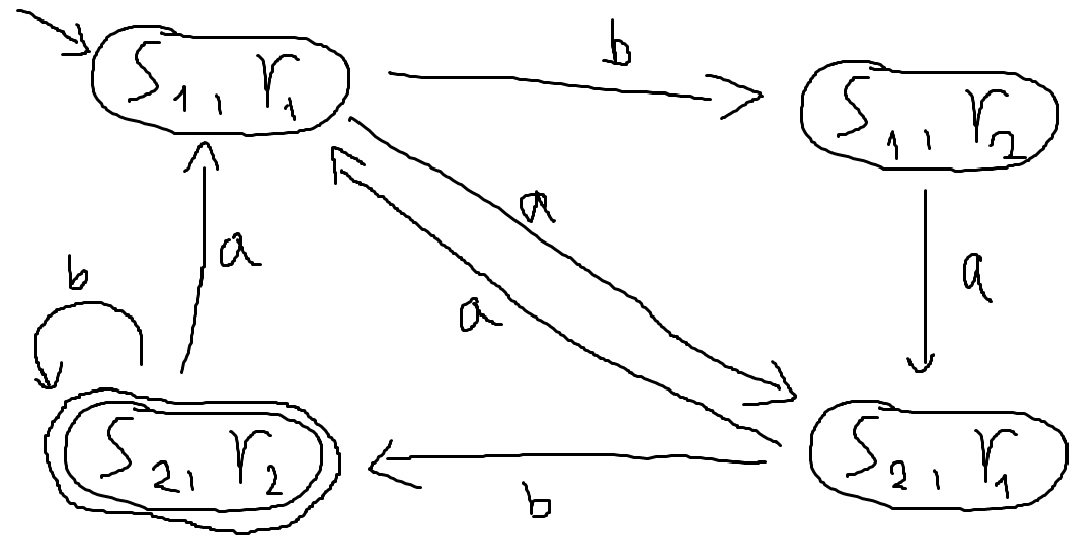 b
S₁, r₁
S₁, r₂
a
a
a
b
a
S₂, r₂
S₂, r₁
b